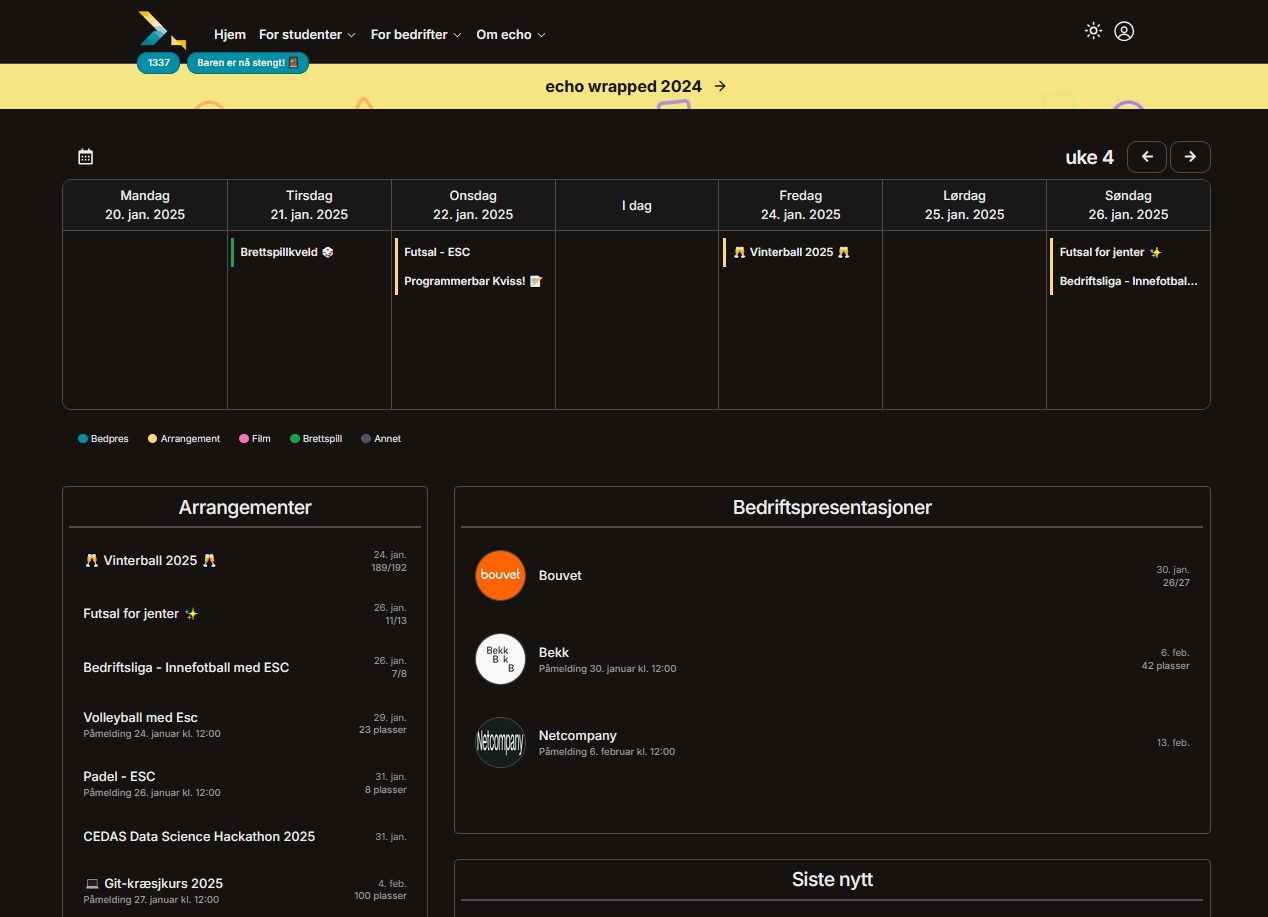 Hjem For studenter For bedrifter Om echo
1337 Baren er nå stengt! 🚪
echo wrapped 2024 →
uke 4
Mandag
20. jan. 2025
Tirsdag
21. jan. 2025
Onsdag
22. jan. 2025
I dag
Fredag
24. jan. 2025
Lørdag
25. jan. 2025
Søndag
26. jan. 2025
Brettspillkveld 🎲
Futsal - ESC
Programmerbar Kviss! 📝
🥂 Vinterball 2025 🥂
Futsal for jenter ✨
Bedriftsliga - Innefotbal...
Bedpres Arrangement Film Brettspill Annet
Arrangementer
🥂 Vinterball 2025 🥂
24. jan.
189/192
Futsal for jenter ✨
26. jan.
11/13
Bedriftsliga - Innefotball med ESC
26. jan.
7/8
Volleyball med Esc
Påmelding 24. januar kl. 12:00
29. jan.
23 plasser
Padel - ESC
Påmelding 26. januar kl. 12:00
31. jan.
8 plasser
CEDAS Data Science Hackathon 2025
31. jan.
💻 Git-kræsjkurs 2025
Påmelding 27. januar kl. 12:00
4. feb.
100 plasser
Bedriftspresentasjoner
bouvet
Bouvet
30. jan.
26/27
Bekk
B k
B
Bekk
Påmelding 30. januar kl. 12:00
6. feb.
42 plasser
Netcompany
Netcompany
Påmelding 6. februar kl. 12:00
13. feb.
Siste nytt